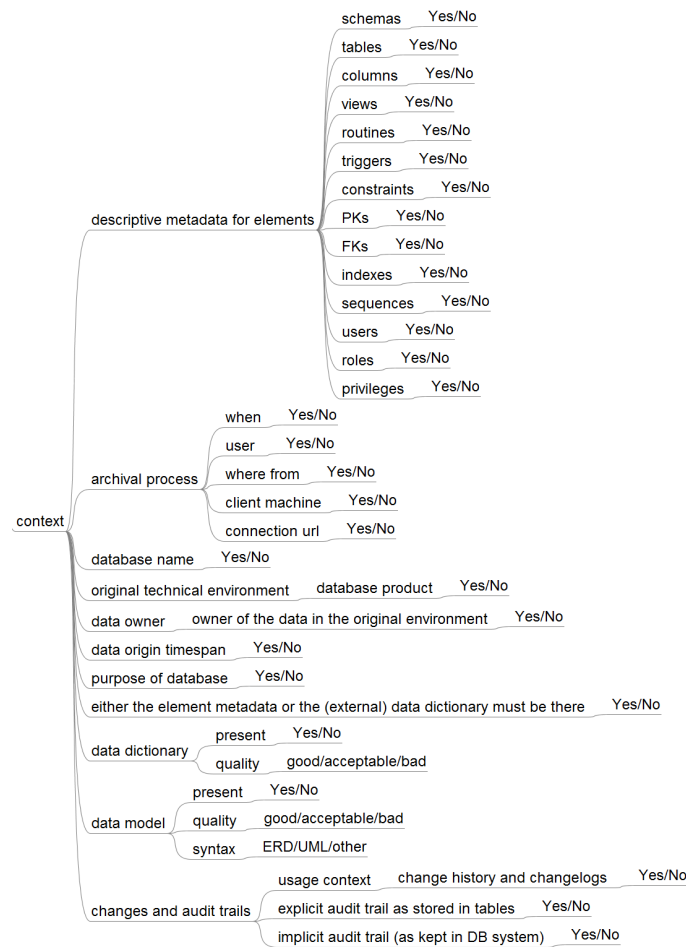 schemas Yes/No
tables Yes/No
columns Yes/No
views Yes/No
routines Yes/No
triggers Yes/No
constraints Yes/No
descriptive metadata for elements
PKs Yes/No
FKs Yes/No
indexes Yes/No
sequences Yes/No
users Yes/No
roles Yes/No
privileges Yes/No
when Yes/No
user Yes/No
archival process
where from Yes/No
client machine Yes/No
connection url Yes/No
context
database name Yes/No
original technical environment database product Yes/No
data owner owner of the data in the original environment Yes/No
data origin timespan Yes/No
purpose of database Yes/No
either the element metadata or the (external) data dictionary must be there Yes/No
data dictionary
present Yes/No
quality good/acceptable/bad
data model
present Yes/No
quality good/acceptable/bad
syntax ERD/UML/other
changes and audit trails
usage context change history and changelogs Yes/No
explicit audit trail as stored in tables Yes/No
implicit audit trail (as kept in DB system) Yes/No